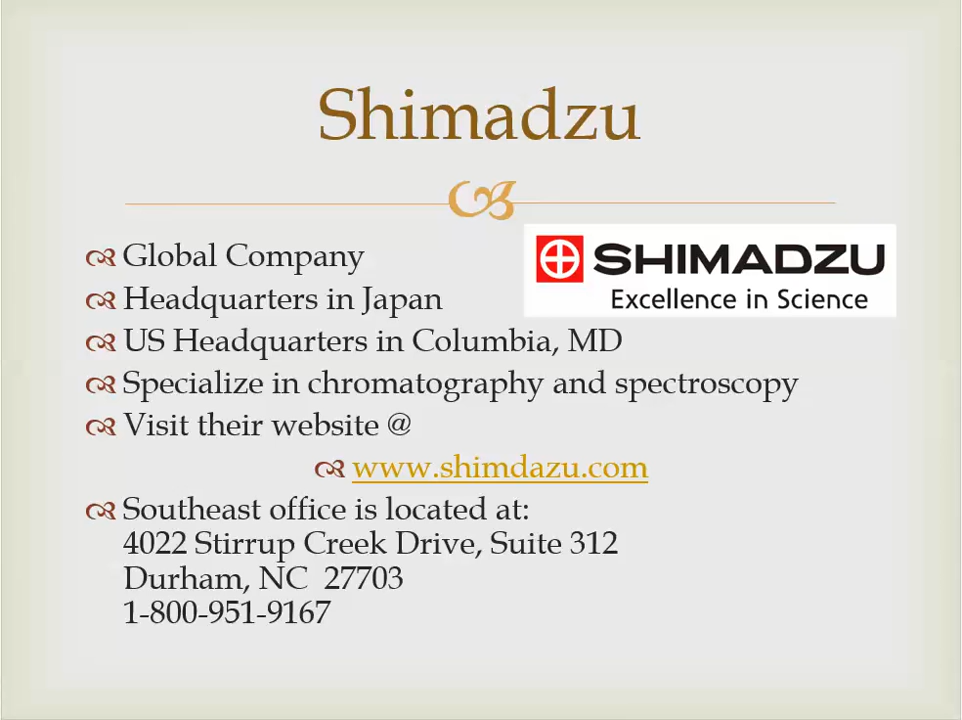 Shimadzu
Global Company
SHIMADZU
Excellence in Science
Headquarters in Japan
US Headquarters in Columbia, MD
Specialize in chromatography and spectroscopy
Visit their website @
www.shimdazu.com
Southeast office is located at:
4022 Stirrup Creek Drive, Suite 312
Durham, NC  27703
1-800-951-9167